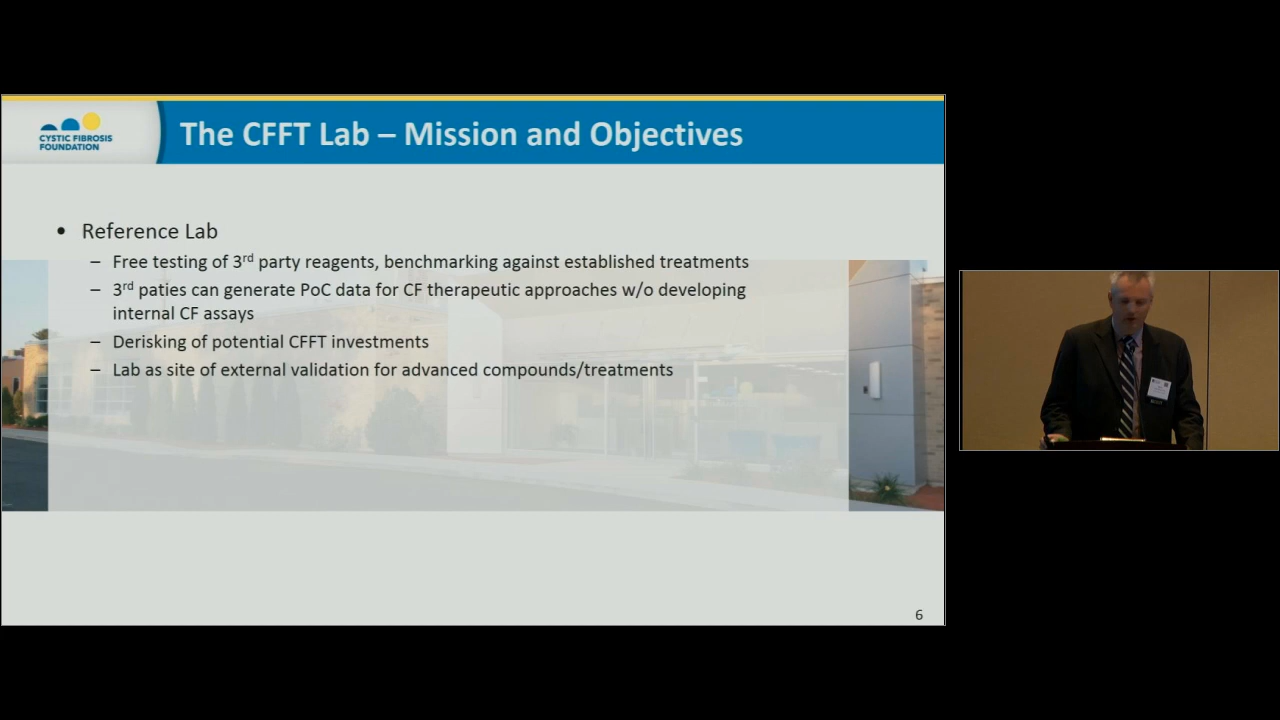 CYSTIC FIBROSIS
FOUNDATION
The CFFT Lab – Mission and Objectives
• Reference Lab
– Free testing of 3rd party reagents, benchmarking against established treatments
– 3rd paties can generate PoC data for CF therapeutic approaches w/o developing
internal CF assays
– Derisking of potential CFFT investments
– Lab as site of external validation for advanced compounds/treatments
6